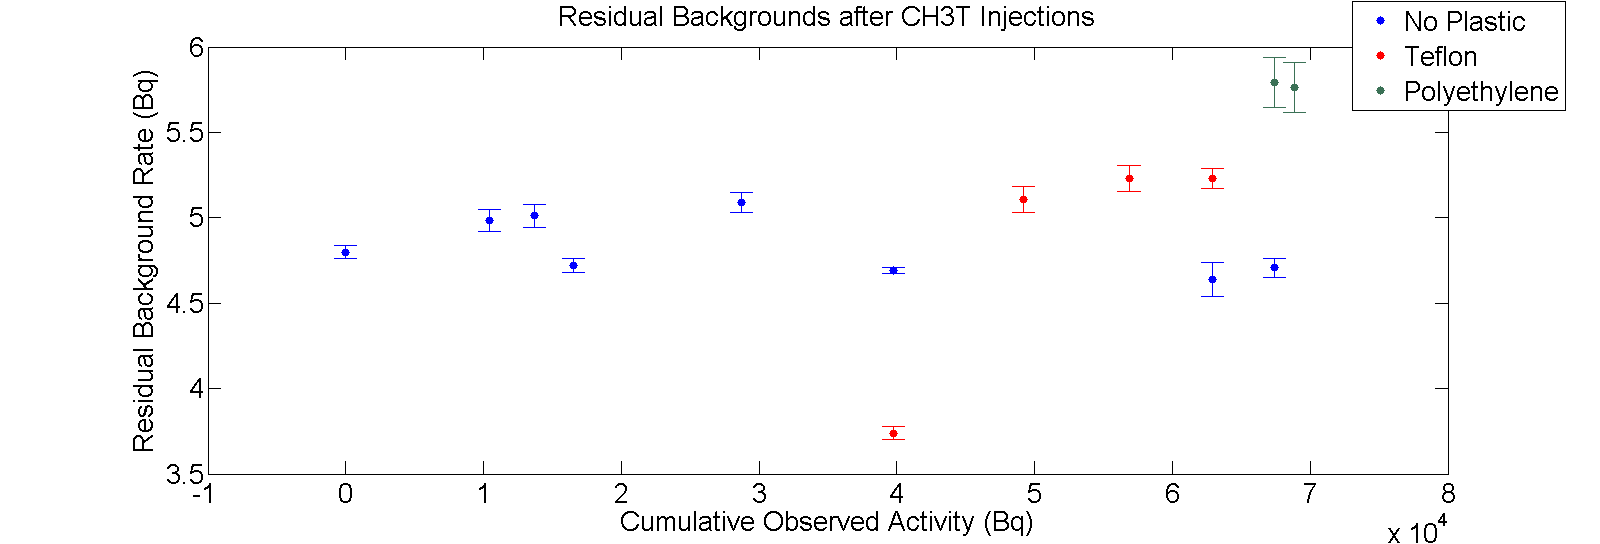 Residual Backgrounds after CH3T Injections
No Plastic
Teflon
Polyethylene
Residual Background Rate (Bq)
6
5.5
5
4.5
4
3.5
-1 0 1 2 3 4 5 6 7 8
Cumulative Observed Activity (Bq)
x 10^4